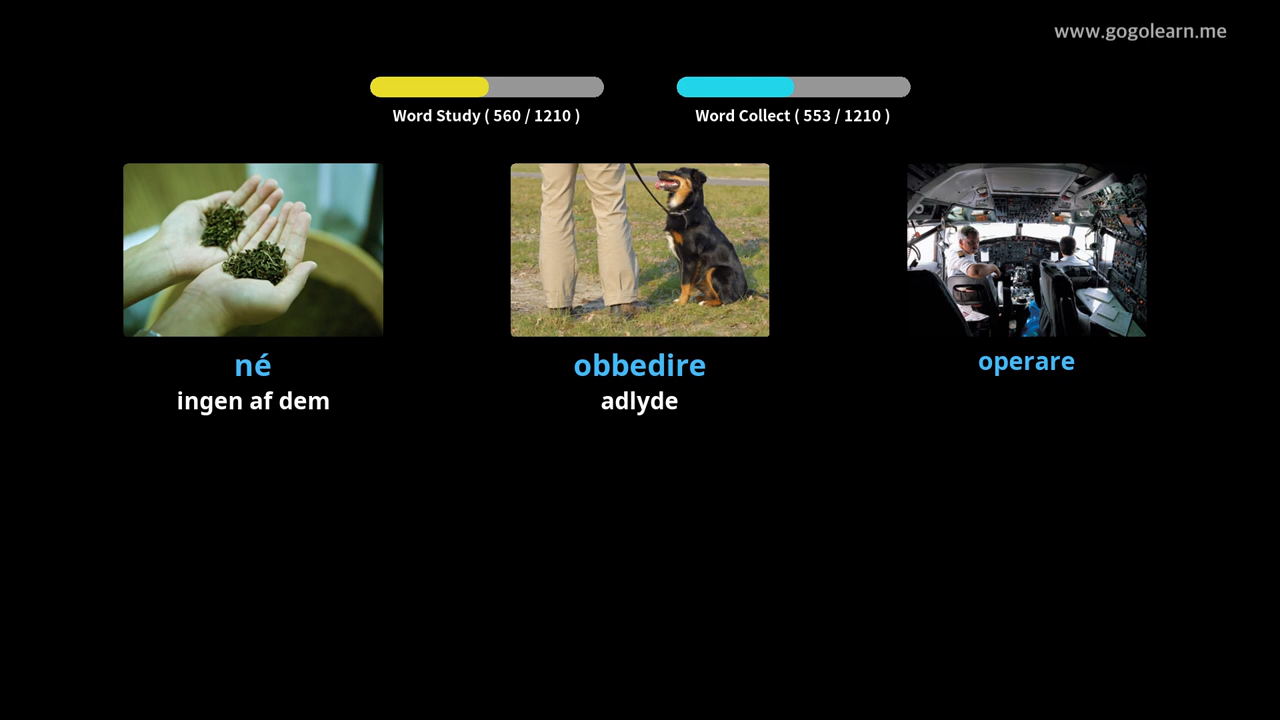 www.gogolearn.me
Word Study ( 560 / 1210 )
Word Collect ( 553 / 1210 )
né
ingen af dem
obbedire
adlyde
operare